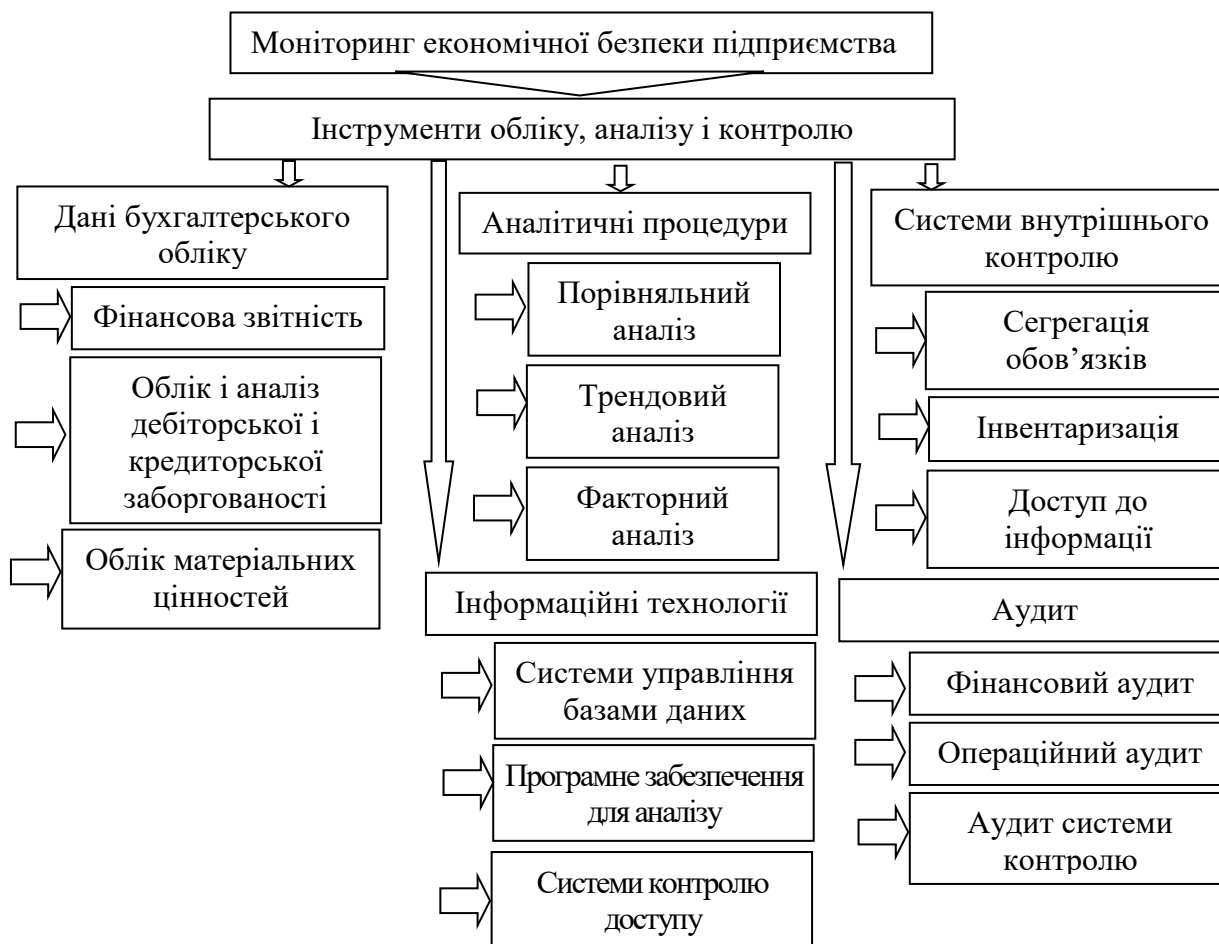 Моніторинг економічної безпеки підприємства
Інструменти обліку, аналізу і контролю
Дані бухгалтерського
обліку
Фінансова звітність
Облік і аналіз
дебіторської і
кредиторської
заборгованості
Облік матеріальних
цінностей
Аналітичні процедури
Порівняльний
аналіз
Трендовий
аналіз
Факторний
аналіз
Системи внутрішнього
контролю
Сегрегація
обов’язків
Інвентаризація
Доступ до
інформації
Інформаційні технології
Системи управління
базами даних
Програмне забезпечення
для аналізу
Системи контролю
доступу
Аудит
Фінансовий аудит
Операційний аудит
Аудит системи
контролю